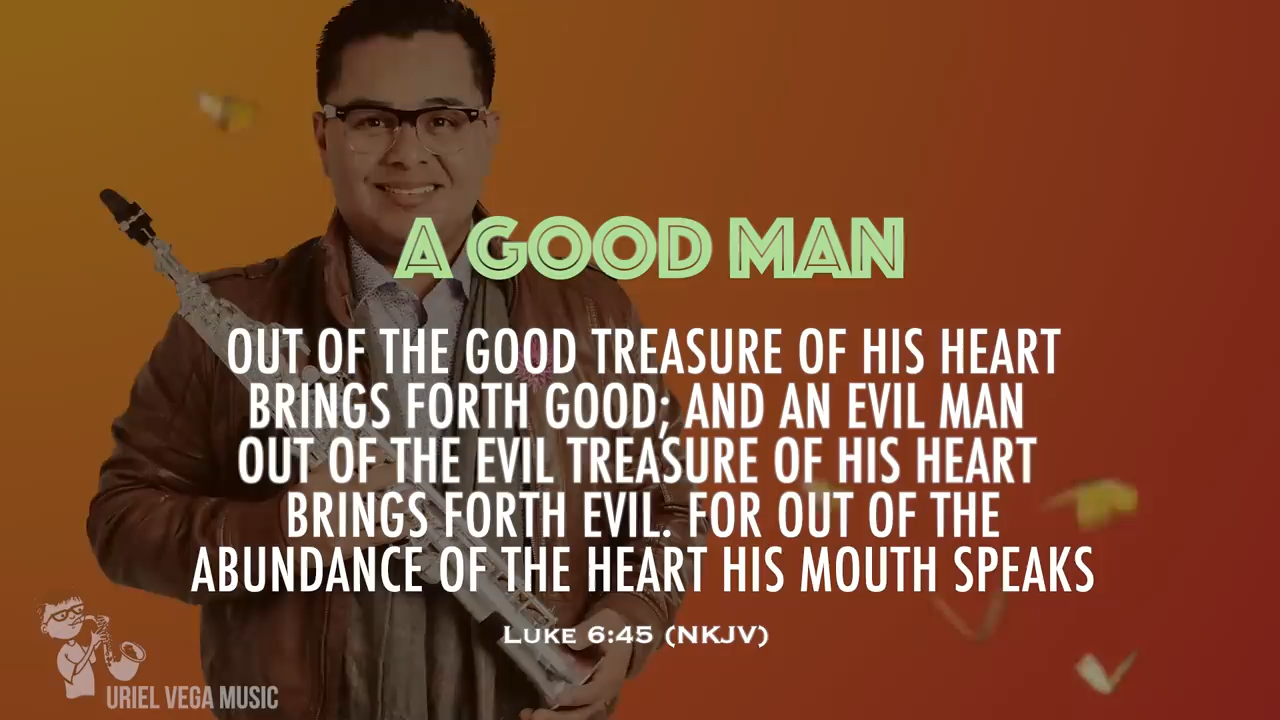 A GOOD MAN
OUT OF THE GOOD TREASURE OF HIS HEART
BRINGS FORTH GOOD; AND AN EVIL MAN
OUT OF THE EVIL TREASURE OF HIS HEART
BRINGS FORTH EVIL. FOR OUT OF THE
ABUNDANCE OF THE HEART HIS MOUTH SPEAKS
LUKE 6:45 (NKJV)
URIEL VEGA MUSIC